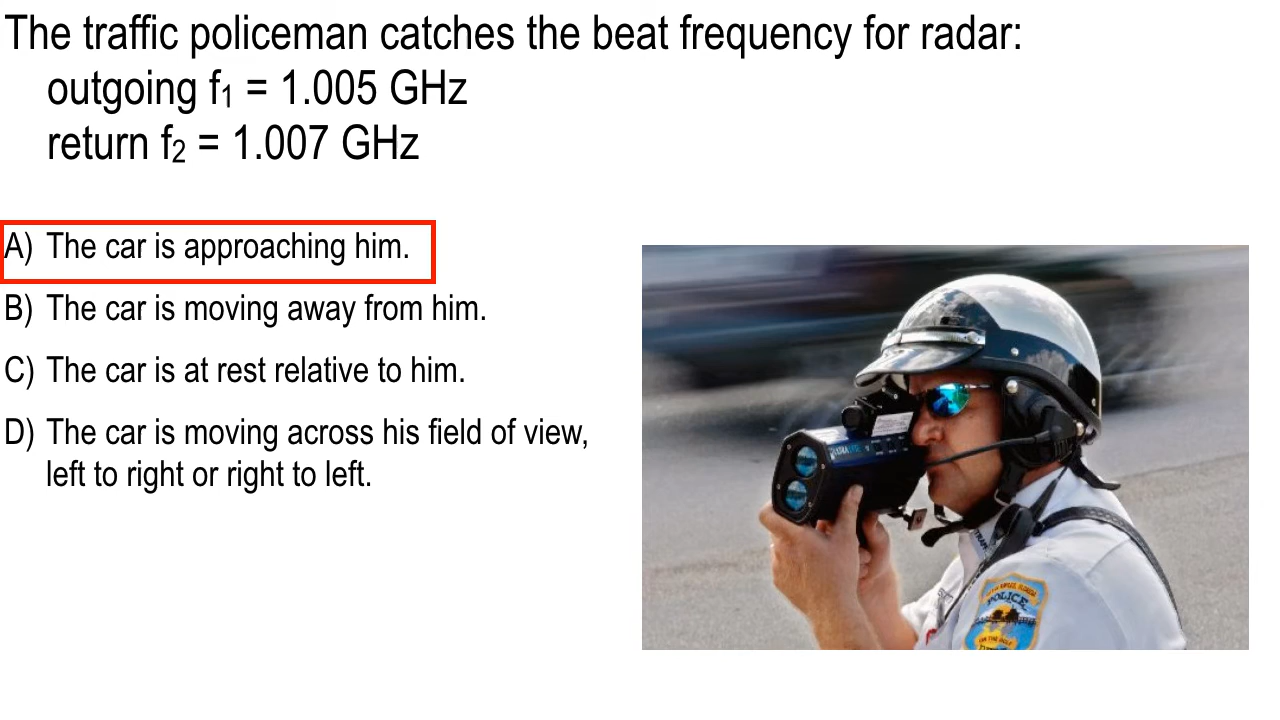 The traffic policeman catches the beat frequency for radar:
outgoing f₁ = 1.005 GHz
return f₂ = 1.007 GHz
A) The car is approaching him.
B) The car is moving away from him.
C) The car is at rest relative to him.
D) The car is moving across his field of view,
left to right or right to left.
POLICE